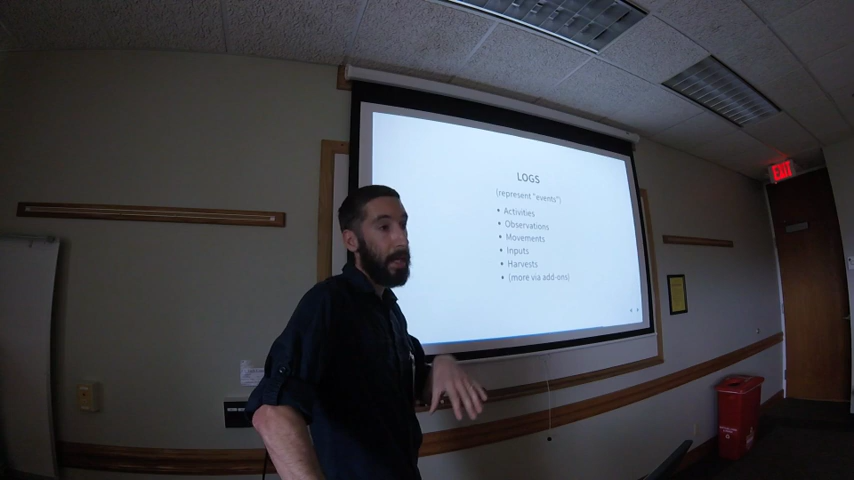 LOGS
(represent "events")
• Activities
• Observations
• Movements
• Inputs
• Harvests
• (more via add-ons)
EXIT